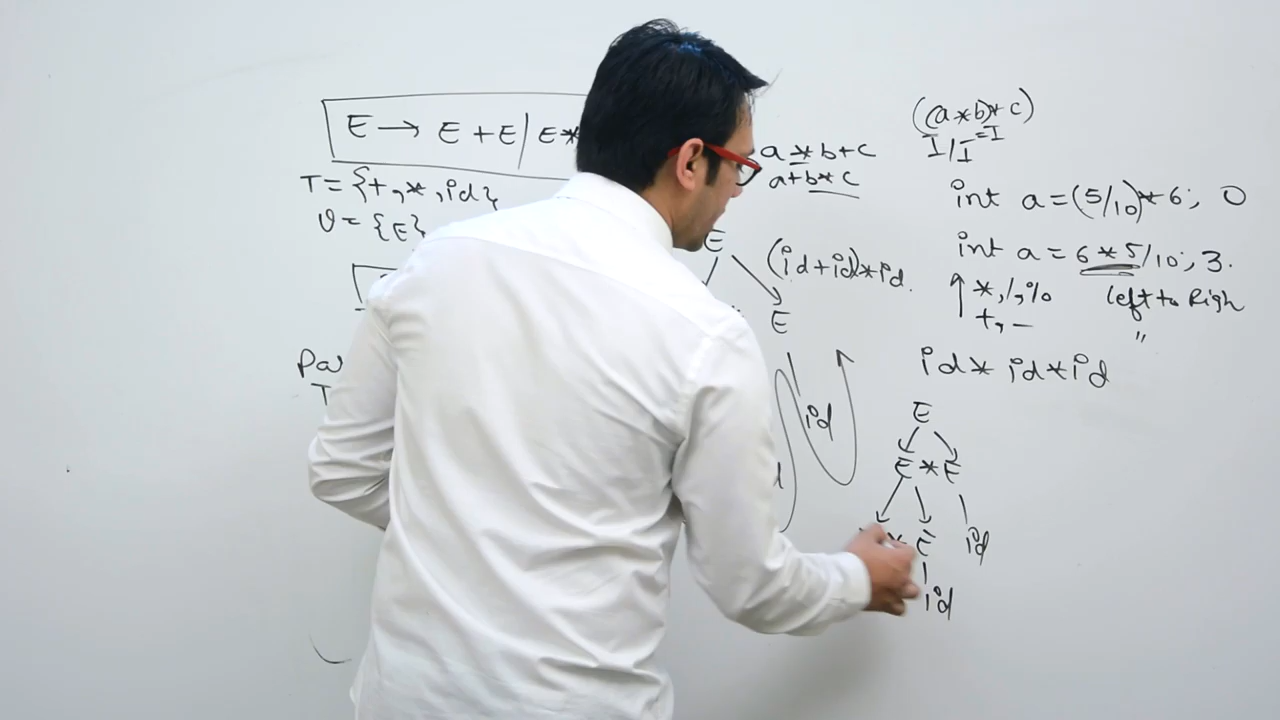 E → E + E | E *
T = {+, *, id}
V = {E}
a * b + c
a + b * c
E
(id + id) * id
E
id
((a * b) * c)
I / I = I
int a = (5/10) * 6; 0
int a = 6 * 5/10; 3.
*, /, % left to Righ
+, - "
id * id * id
E
E * E
* E id
id